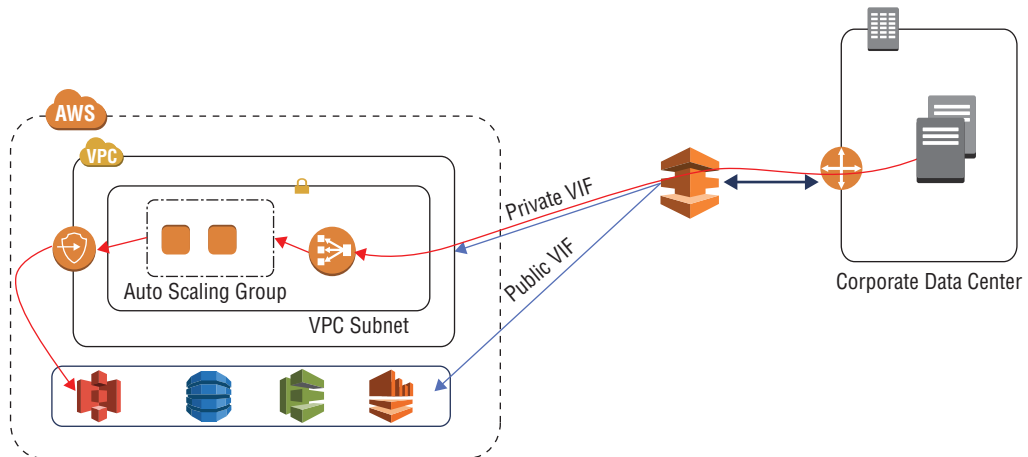 AWS
VPC
Private VIF
Public VIF
Auto Scaling Group
VPC Subnet
Corporate Data Center